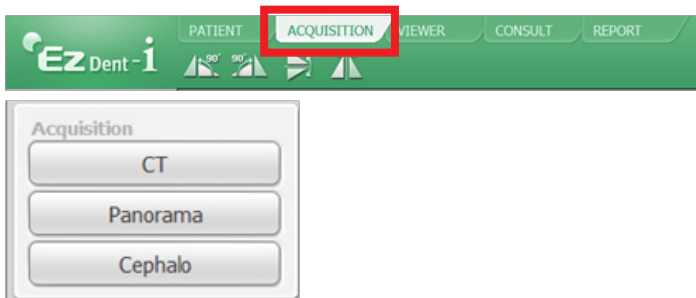 PATIENT ACQUISITION VIEWER CONSULT REPORT
Ez Dent-i
90° 90°
Acquisition
CT
Panorama
Cephalo